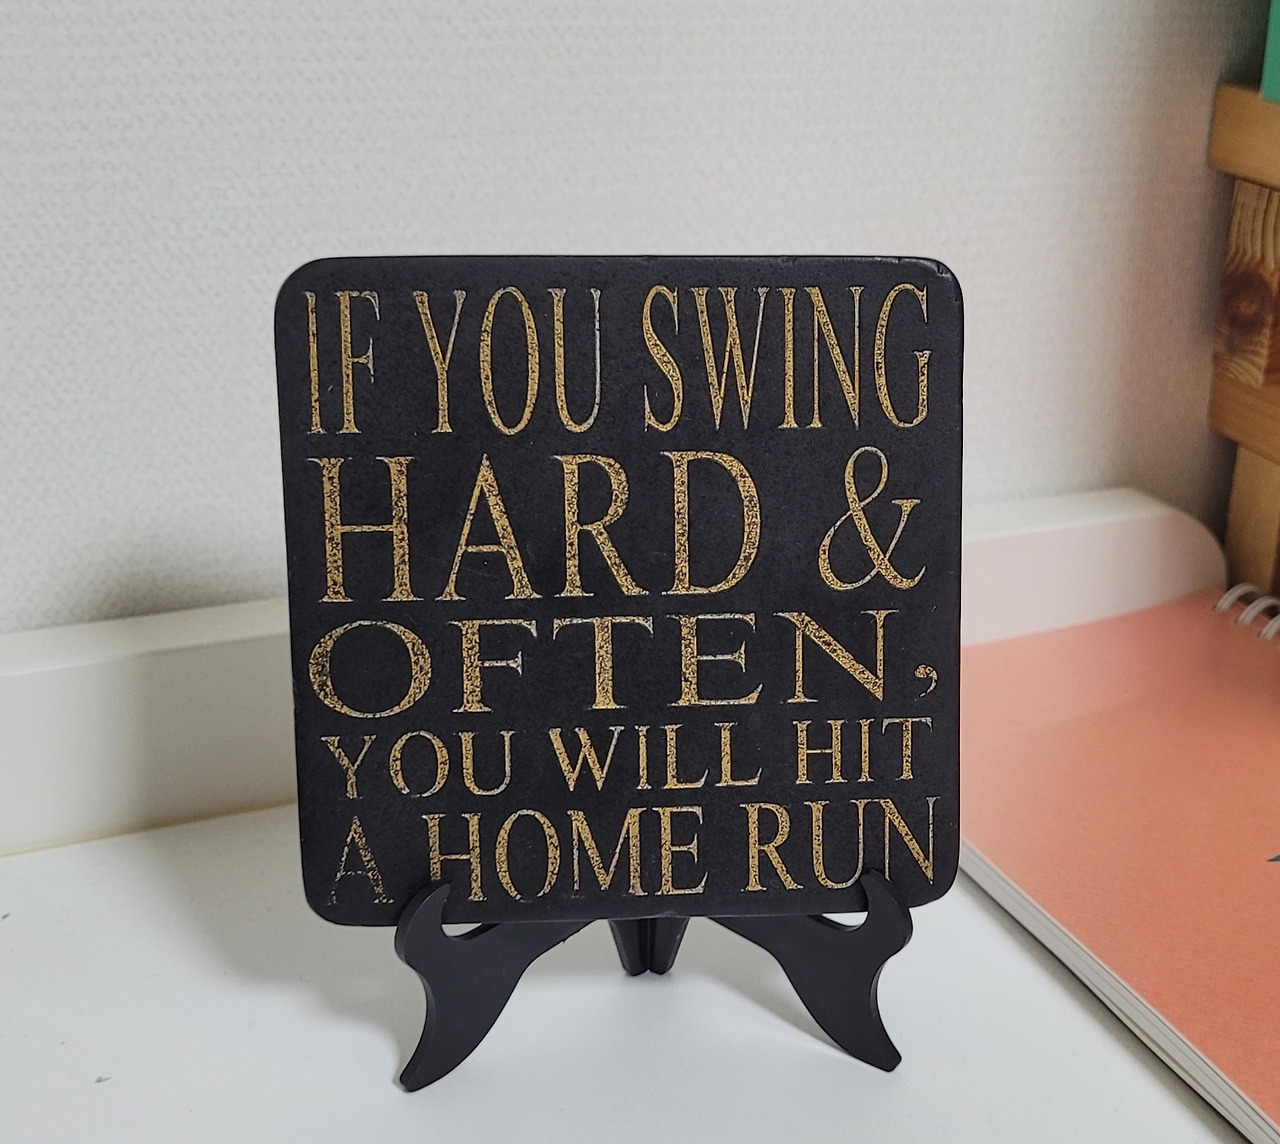 IF YOU SWING
HARD &
OFTEN,
YOU WILL HIT
A HOME RUN